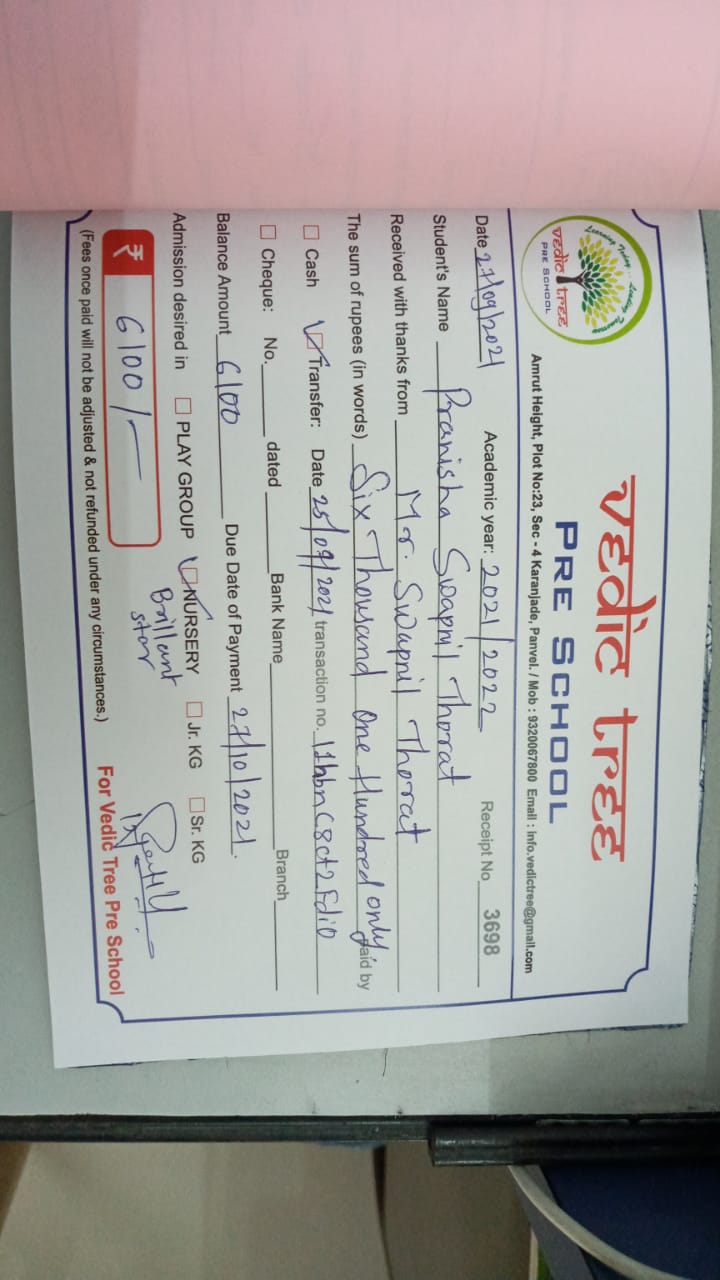 Learning Today... Leading Tomorrow
vedic tree
PRE SCHOOL
vedic tree
PRE SCHOOL
Amrut Height, Plot No:23, Sec - 4 Karanjade, Panvel. / Mob : 9320067800 Email : info.vedictree@gmail.com
Date 27/09/2021 Academic year: 2021/2022 Receipt No 3698
Student's Name Pranisha Swapnil Thorat
Received with thanks from Mr. Swapnil Thorat
The sum of rupees (in words) Six Thousand One Hundred only paid by
Cash Transfer: Date 25/09/2021 transaction no.
Cheque: No. dated Bank Name Branch
Balance Amount 6100 Due Date of Payment 27/10/2021.
Admission desired in PLAY GROUP NURSERY Jr. KG Sr. KG
Brillant star
₹ 6100/-
For Vedic Tree Pre School
(Fees once paid will not be adjusted & not refunded under any circumstances.)